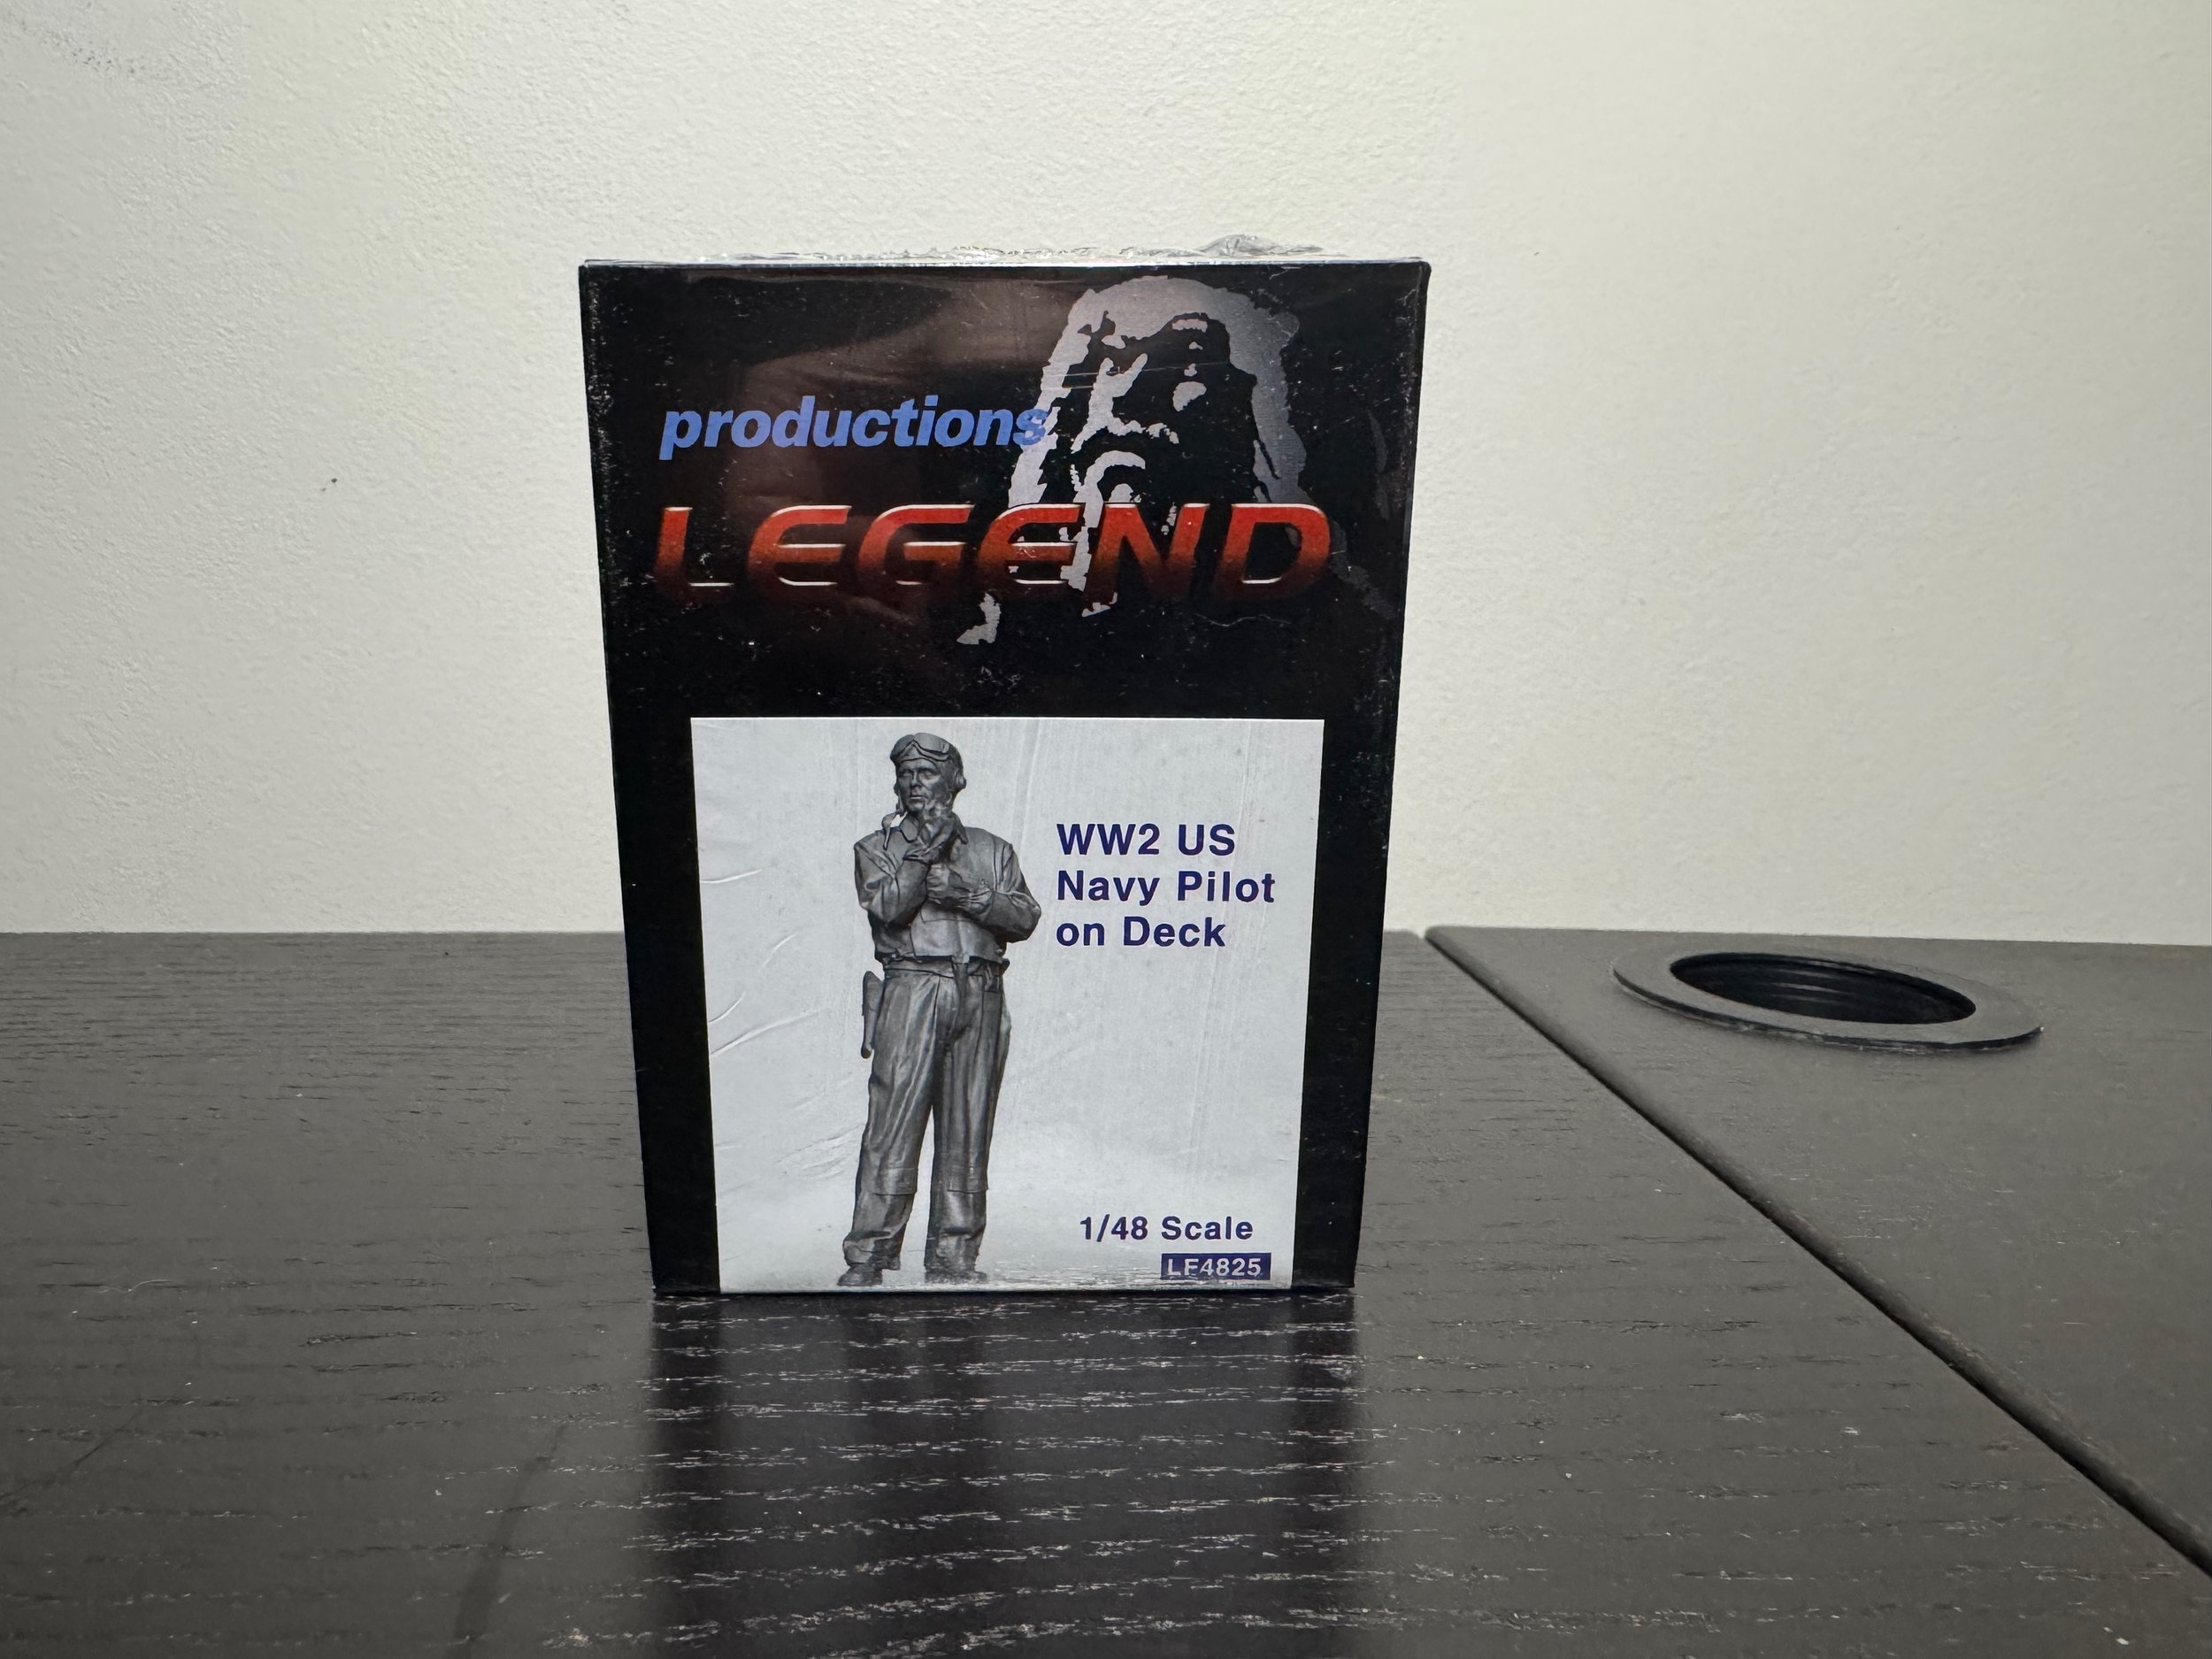 productions
LEGEND
WW2 US
Navy Pilot
on Deck
1/48 Scale
LF4825